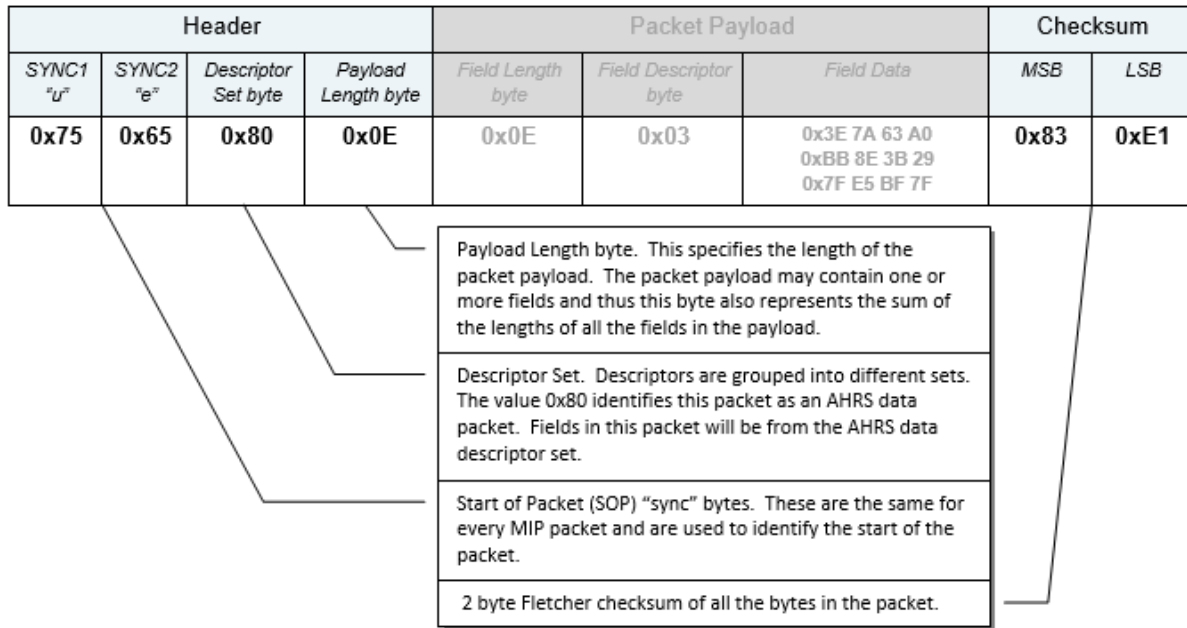 Header Packet Payload Checksum
SYNC1 "u" SYNC2 "e" Descriptor Set byte Payload Length byte Field Length byte Field Descriptor byte Field Data MSB LSB
0x75 0x65 0x80 0x0E 0x0E 0x03 0x3E 7A 63 A0 0x83 0xE1
0xBB 8E 3B 29
0x7F E5 BF 7F
Payload Length byte. This specifies the length of the
packet payload. The packet payload may contain one or
more fields and thus this byte also represents the sum of
the lengths of all the fields in the payload.
Descriptor Set. Descriptors are grouped into different sets.
The value 0x80 identifies this packet as an AHRS data
packet. Fields in this packet will be from the AHRS data
descriptor set.
Start of Packet (SOP) “sync” bytes. These are the same for
every MIP packet and are used to identify the start of the
packet.
2 byte Fletcher checksum of all the bytes in the packet.